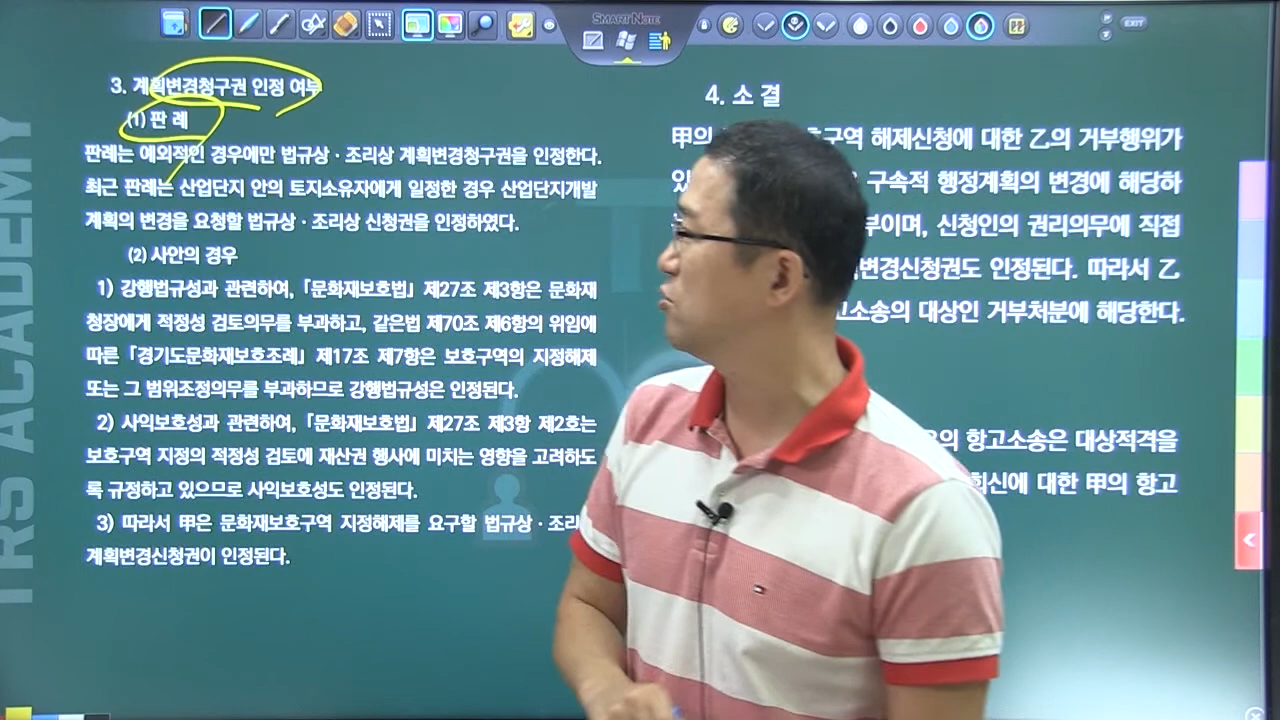 SMART NOTE
EXIT
3. 계획변경청구권 인정 여부
(1) 판 례
판례는 예외적인 경우에만 법규상 · 조리상 계획변경청구권을 인정한다.
최근 판례는 산업단지 안의 토지소유자에게 일정한 경우 산업단지개발
계획의 변경을 요청할 법규상 · 조리상 신청권을 인정하였다.
(2) 사안의 경우
1) 강행법규성과 관련하여, 「문화재보호법」 제27조 제3항은 문화재
청장에게 적정성 검토의무를 부과하고, 같은법 제70조 제6항의 위임에
따른 「경기도문화재보호조례」 제17조 제7항은 보호구역의 지정해제
또는 그 범위조정의무를 부과하므로 강행법규성은 인정된다.
2) 사익보호성과 관련하여, 「문화재보호법」 제27조 제3항 제2호는
보호구역 지정의 적정성 검토에 재산권 행사에 미치는 영향을 고려하도
록 규정하고 있으므로 사익보호성도 인정된다.
3) 따라서 甲은 문화재보호구역 지정해제를 요구할 법규상 · 조리
계획변경신청권이 인정된다.
4. 소 결
甲의 호구역 해제신청에 대한 乙의 거부행위가
있 구속적 행정계획의 변경에 해당하
부이며, 신청인의 권리의무에 직접
변경신청권도 인정된다. 따라서 乙
고소송의 대상인 거부처분에 해당한다.
의 항고소송은 대상적격을
회신에 대한 甲의 항고
TRS ACADEMY